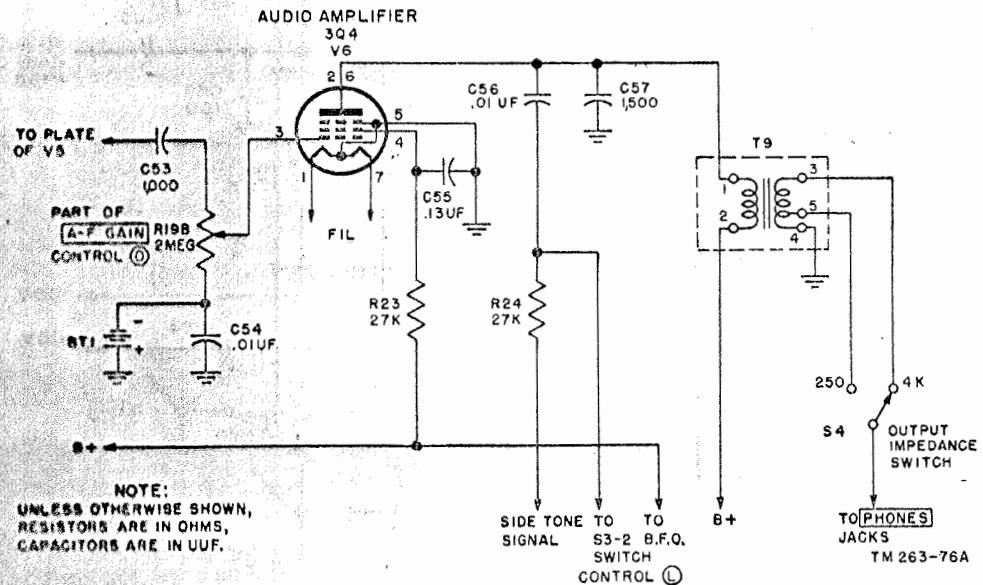 AUDIO AMPLIFIER
3Q4
V6
2 6
3
5
4
1
7
FIL
TO PLATE
OF V5
C53
1,000
PART OF
A-F GAIN
CONTROL O
R19B
2MEG
BT1
-
+
C54
.01UF
C55
.13UF
R23
27K
C56
.01 UF
C57
1,500
R24
27K
T9
1
2
3
5
4
250
4K
S4
OUTPUT
IMPEDANCE
SWITCH
B+
NOTE:
UNLESS OTHERWISE SHOWN,
RESISTORS ARE IN OHMS,
CAPACITORS ARE IN UUF.
SIDE TONE
SIGNAL
TO
S3-2
SWITCH
CONTROL L
TO
B.F.O.
B+
TO PHONES
JACKS
TM 263-76A